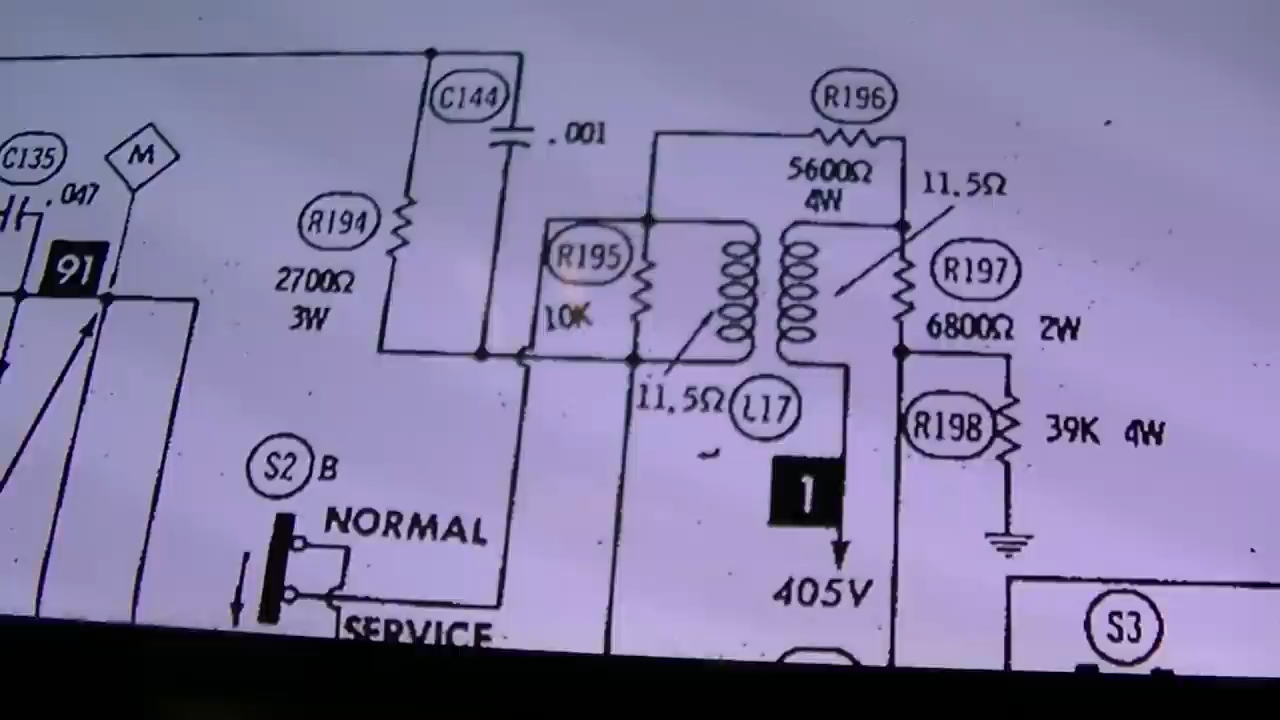 C144
R196
.001
C135
M
.047
5600Ω
4W
11.5Ω
R194
R195
R197
91
2700Ω
3W
10K
6800Ω 2W
11.5Ω
L17
R198
39K 4W
S2 B
1
NORMAL
405V
SERVICE
S3